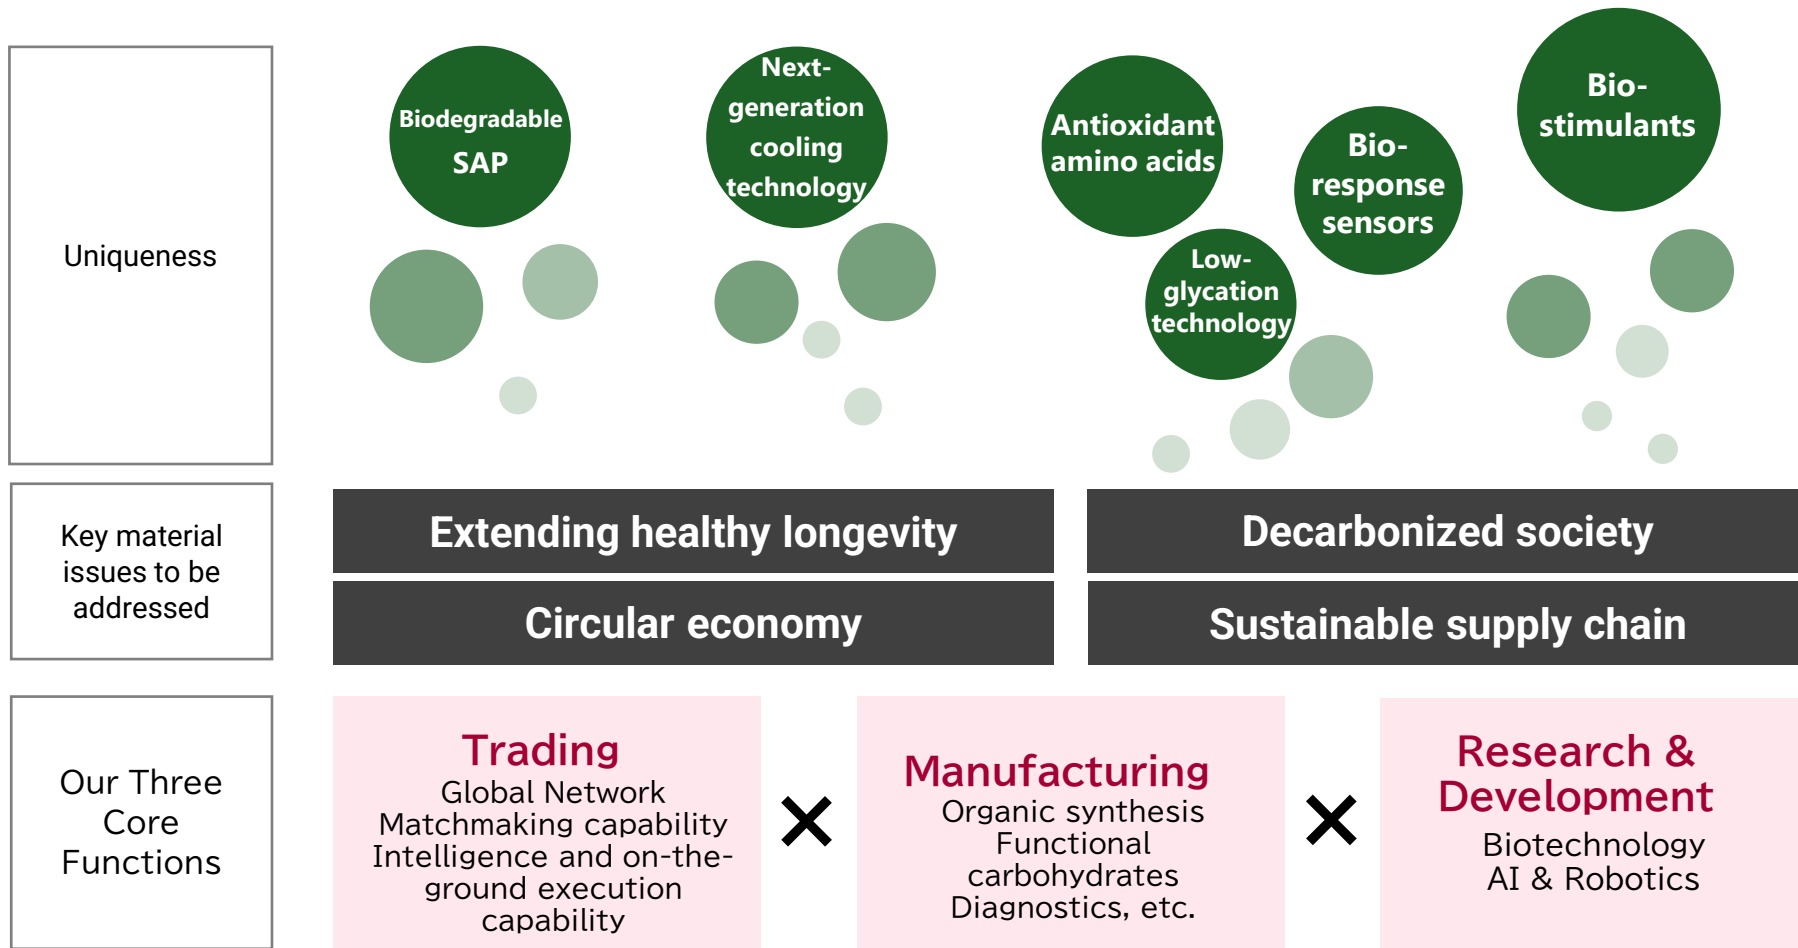 Uniqueness
Biodegradable
SAP
Next-
generation
cooling
technology
Antioxidant
amino acids
Low-
glycation
technology
Bio-
response
sensors
Bio-
stimulants
Key material
issues to be
addressed
Extending healthy longevity
Decarbonized society
Circular economy
Sustainable supply chain
Our Three
Core
Functions
Trading
Global Network
Matchmaking capability
Intelligence and on-the-
ground execution
capability
×
Manufacturing
Organic synthesis
Functional
carbohydrates
Diagnostics, etc.
×
Research &
Development
Biotechnology
AI & Robotics